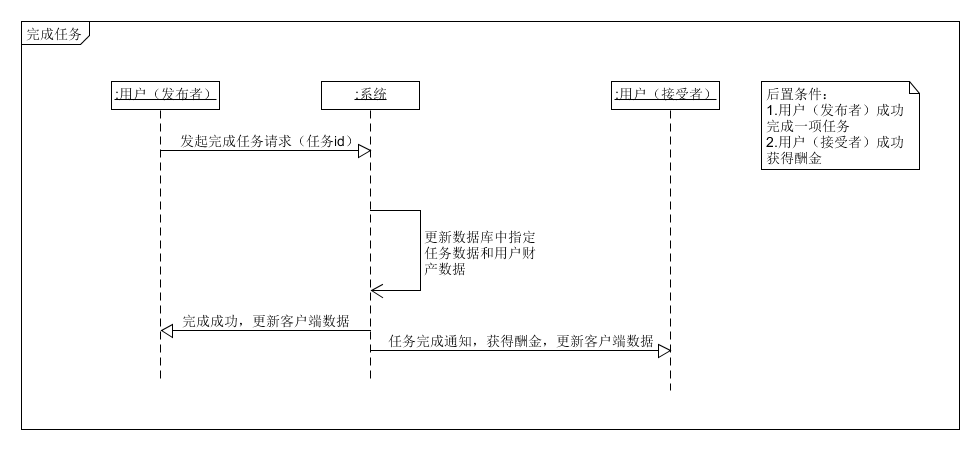 完成任务
:用户（发布者）
:系统
:用户（接受者）
后置条件：
1.用户（发布者）成功
完成一项任务
2.用户（接受者）成功
获得酬金
发起完成任务请求（任务id）
更新数据库中指定
任务数据和用户财
产数据
完成成功，更新客户端数据
任务完成通知，获得酬金，更新客户端数据